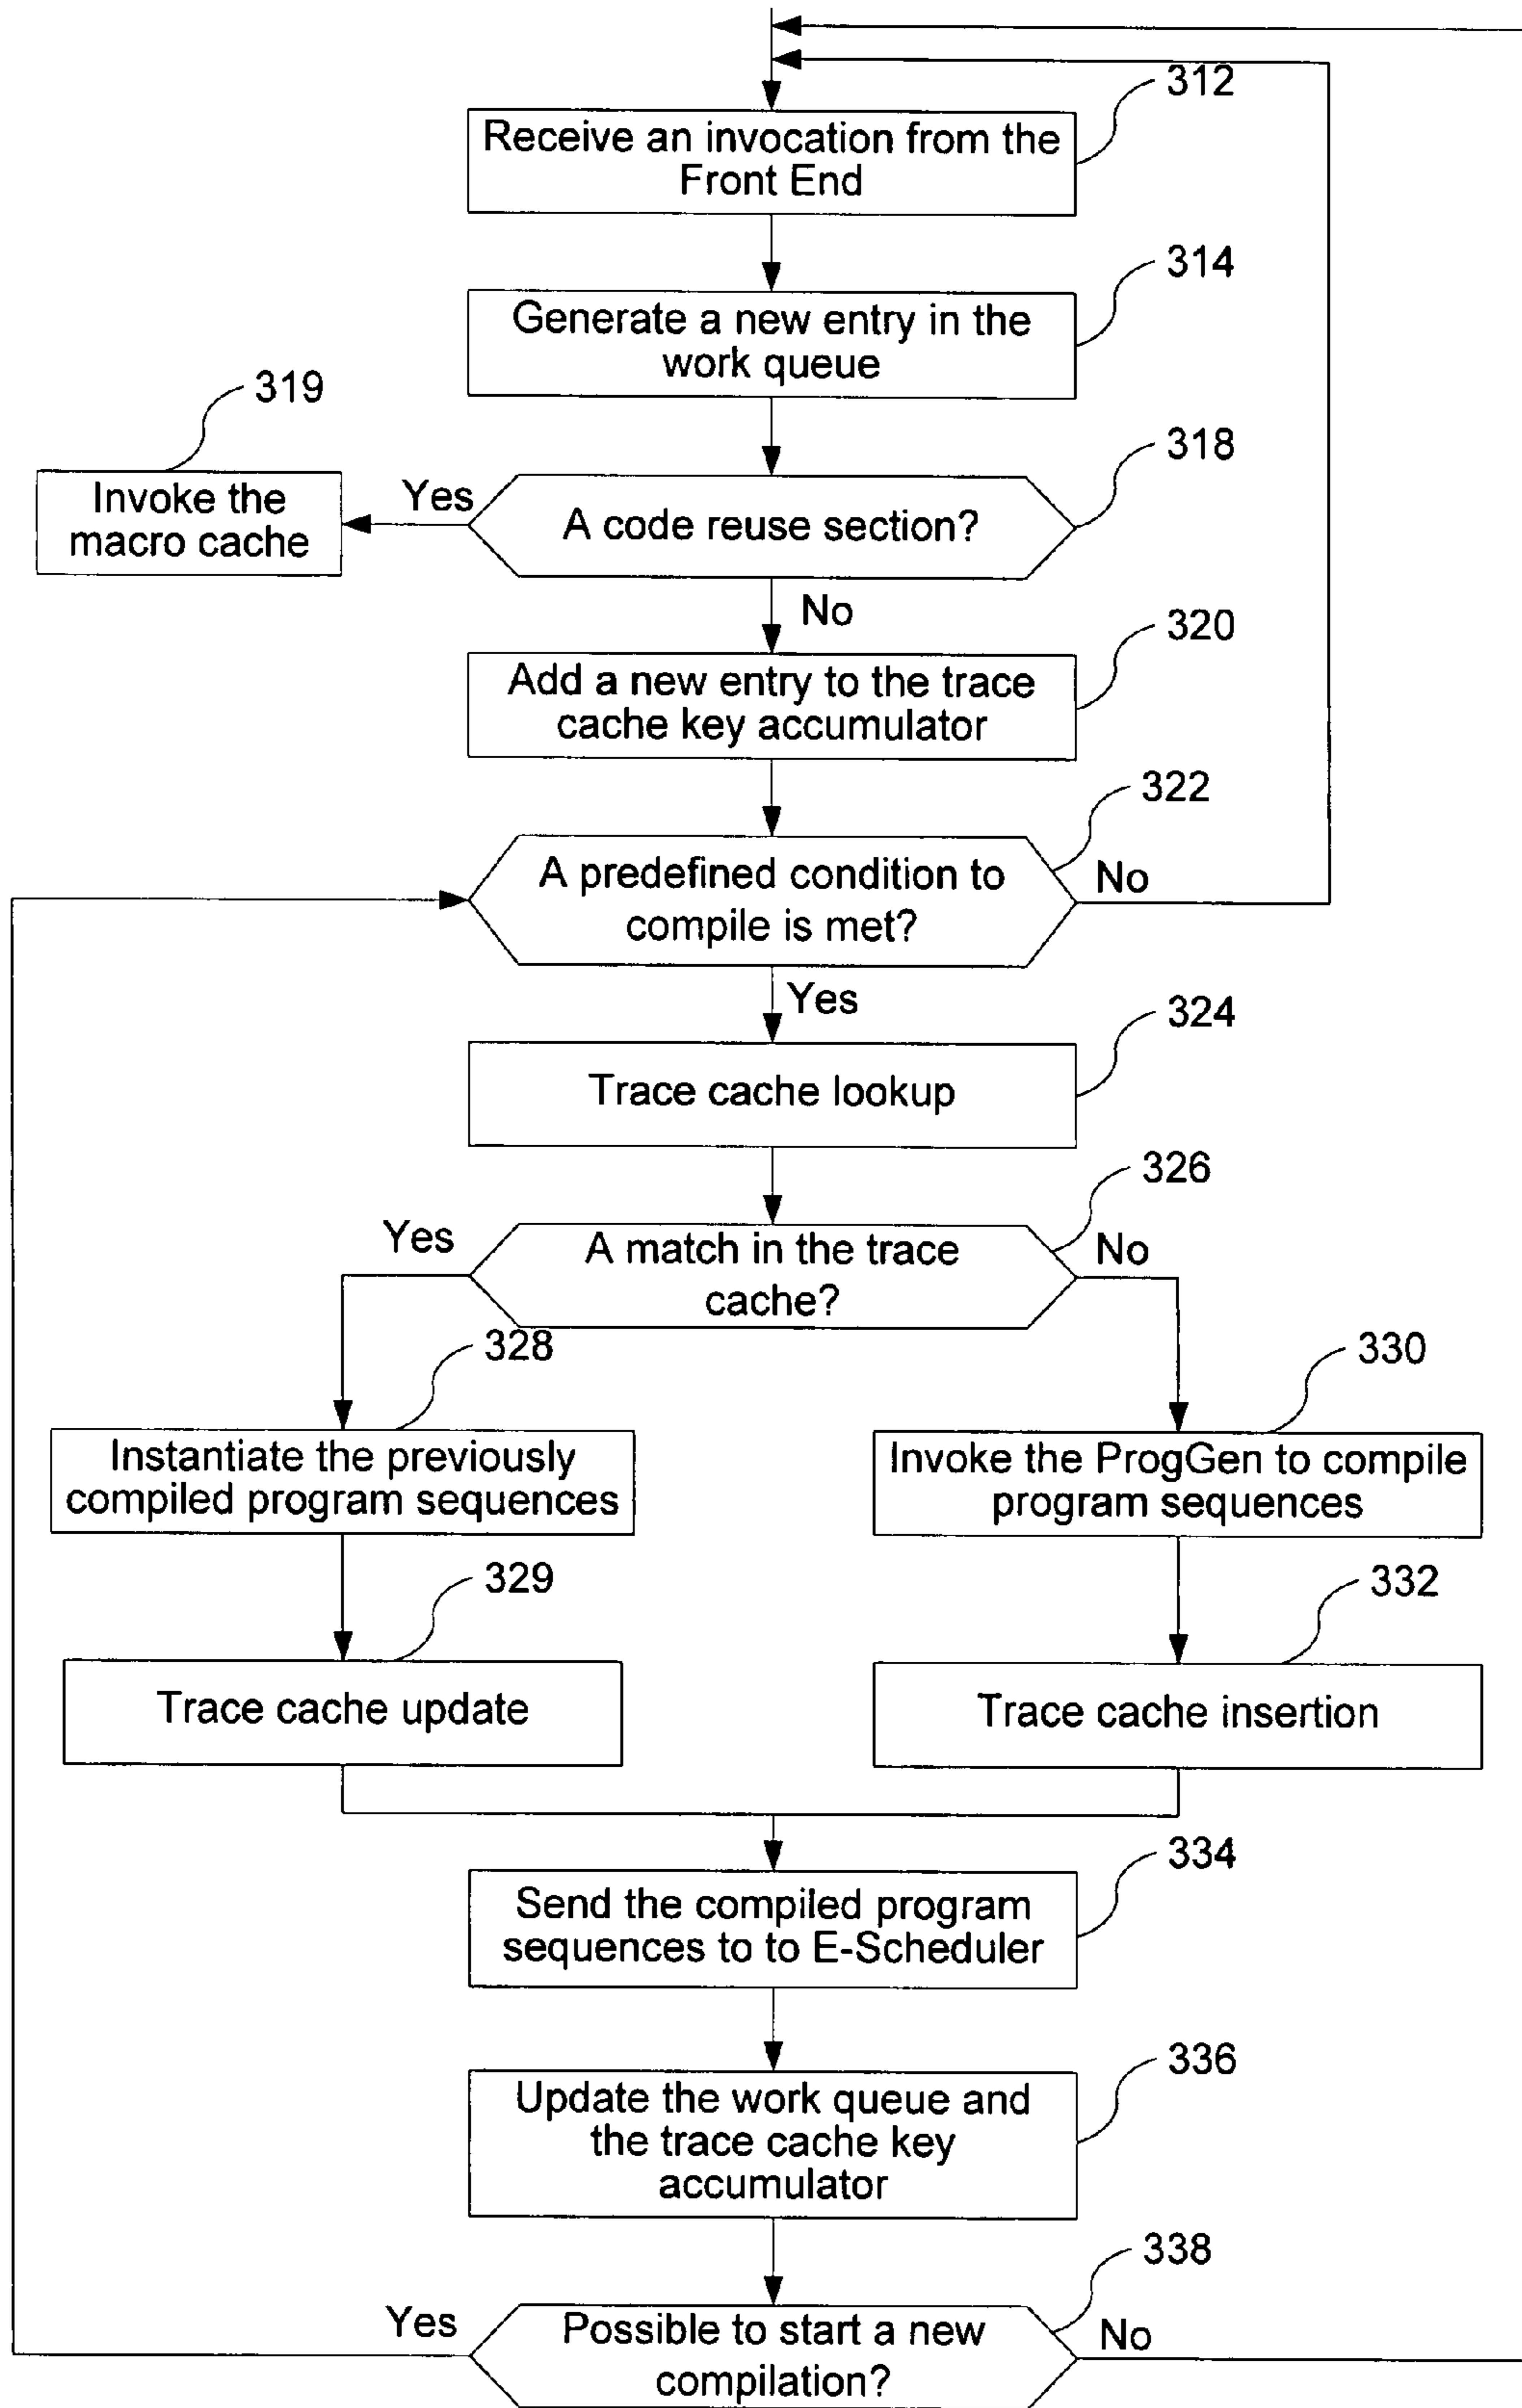 312
Receive an invocation from the
Front End
314
Generate a new entry in the
work queue
319
318
Invoke the
macro cache
Yes
A code reuse section?
No
320
Add a new entry to the trace
cache key accumulator
322
A predefined condition to
compile is met?
No
Yes
324
Trace cache lookup
326
Yes
A match in the trace
cache?
No
328
330
Instantiate the previously
compiled program sequences
Invoke the ProgGen to compile
program sequences
329
332
Trace cache update
Trace cache insertion
334
Send the compiled program
sequences to to E-Scheduler
336
Update the work queue and
the trace cache key
accumulator
338
Yes
Possible to start a new
compilation?
No